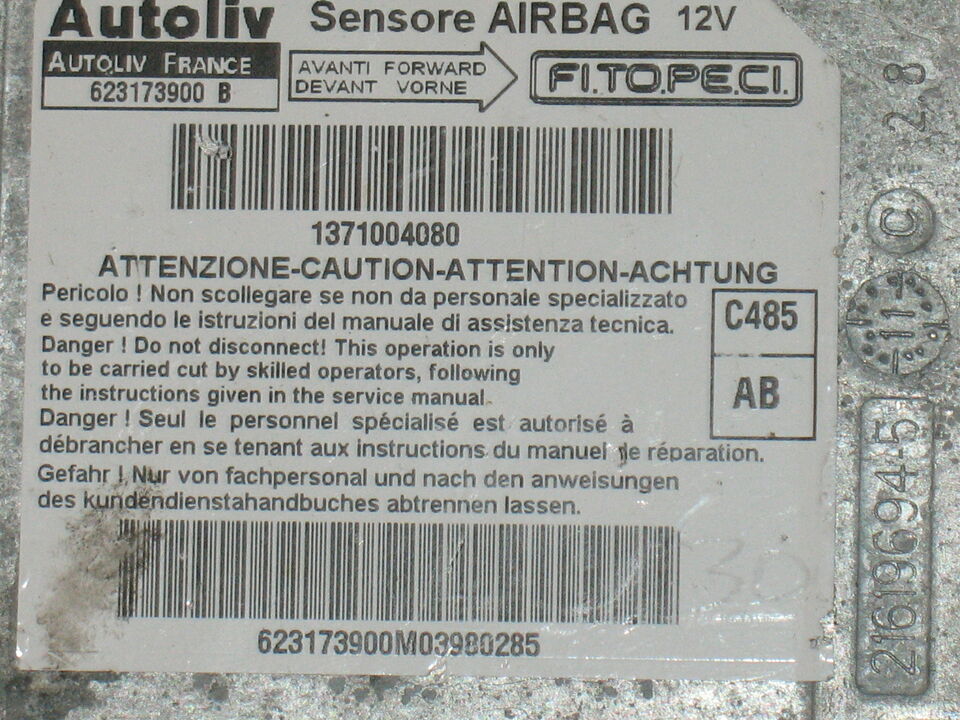 Autoliv Sensore AIRBAG 12V
AUTOLIV FRANCE
623173900 B
AVANTI FORWARD
DEVANT VORNE
FI.TO.PE.CI.
1371004080
ATTENZIONE-CAUTION-ATTENTION-ACHTUNG
Pericolo ! Non scollegare se non da personale specializzato
e seguendo le istruzioni del manuale di assistenza tecnica.
Danger ! Do not disconnect! This operation is only
to be carried cut by skilled operators, following
the instructions given in the service manual.
Danger ! Seul le personnel spécialisé est autorisé à
débrancher en se tenant aux instructions du manuel de réparation.
Gefahr ! Nur von fachpersonal und nach den anweisungen
des kundendienstahandbuches abtrennen lassen.
C485
AB
623173900M03980285
28
C
11
2161969445